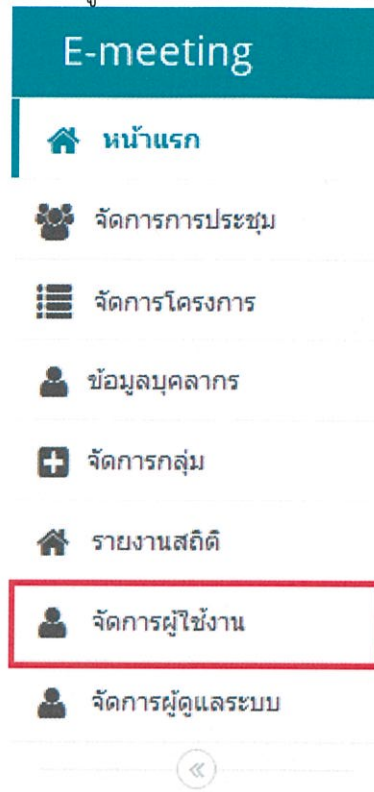 E-meeting
หน้าแรก
จัดการการประชุม
จัดการโครงการ
ข้อมูลบุคลากร
จัดการกลุ่ม
รายงานสถิติ
จัดการผู้ใช้งาน
จัดการผู้ดูแลระบบ